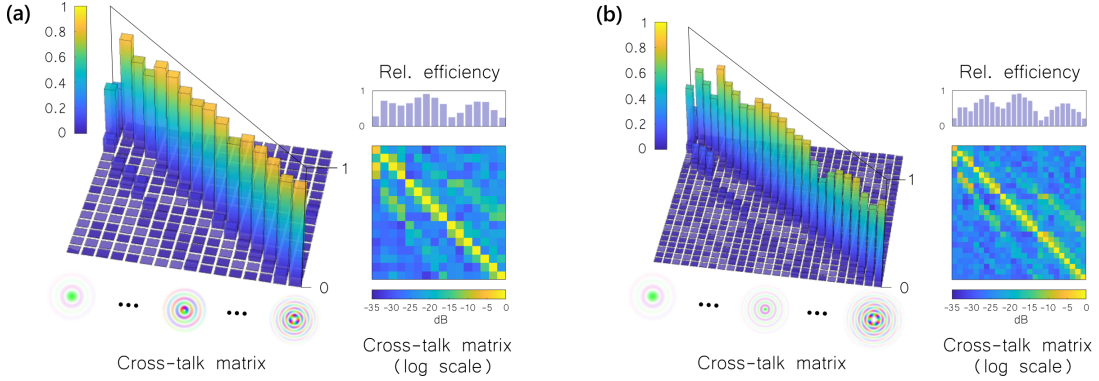 (a)
1
0.8
0.6
0.4
0.2
0
1
0
•••
•••
Cross-talk matrix
Rel. efficiency
1
0
-35 -30 -25 -20 -15 -10 -5 0
dB
Cross-talk matrix
(log scale)
(b)
1
0.8
0.6
0.4
0.2
0
1
0
•••
•••
Cross-talk matrix
Rel. efficiency
1
0
-35 -30 -25 -20 -15 -10 -5 0
dB
Cross-talk matrix
(log scale)